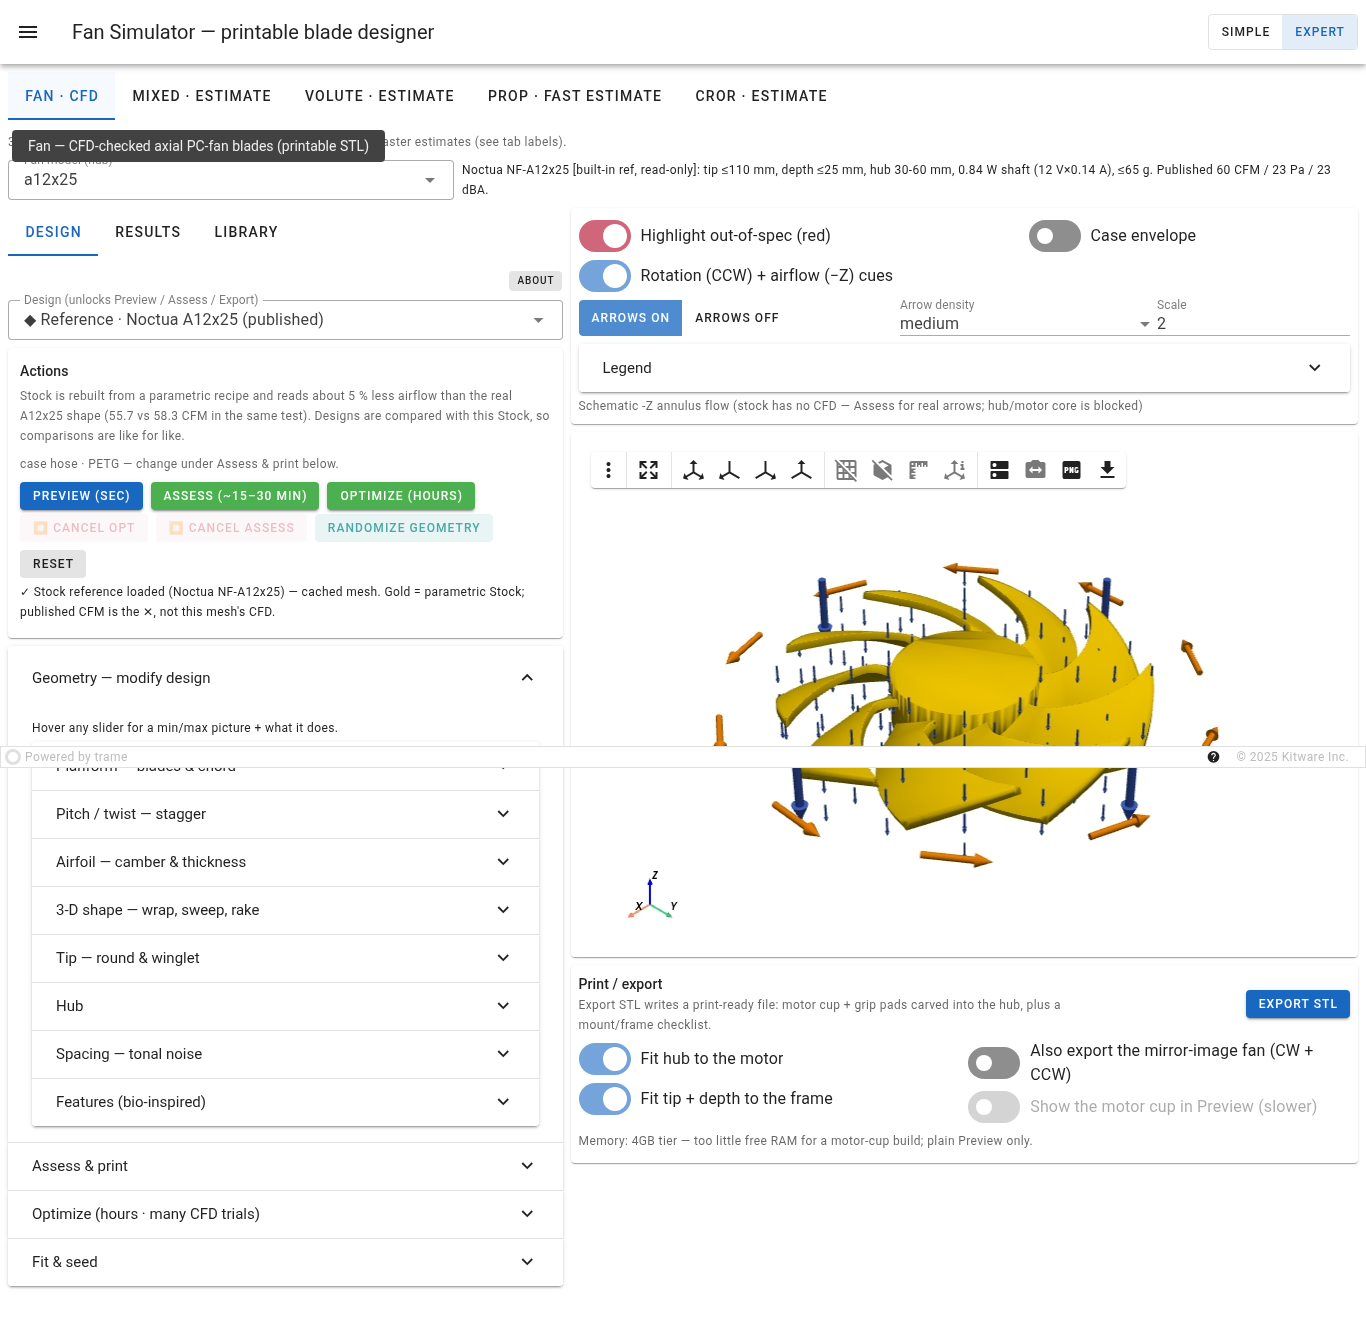 Fan Simulator — printable blade designer
SIMPLE
EXPERT
FAN · CFD
MIXED · ESTIMATE
VOLUTE · ESTIMATE
PROP · FAST ESTIMATE
CROR · ESTIMATE
Fan — CFD-checked axial PC-fan blades (printable STL)
aster estimates (see tab labels).
a12x25
Noctua NF-A12x25 [built-in ref, read-only]: tip ≤110 mm, depth ≤25 mm, hub 30-60 mm, 0.84 W shaft (12 V×0.14 A), ≤65 g. Published 60 CFM / 23 Pa / 23
dBA.
DESIGN
RESULTS
LIBRARY
ABOUT
Design (unlocks Preview / Assess / Export)
◆ Reference · Noctua A12x25 (published)
Actions
Stock is rebuilt from a parametric recipe and reads about 5 % less airflow than the real
A12x25 shape (55.7 vs 58.3 CFM in the same test). Designs are compared with this Stock, so
comparisons are like for like.
case hose · PETG — change under Assess & print below.
PREVIEW (SEC)
ASSESS (~15–30 MIN)
OPTIMIZE (HOURS)
CANCEL OPT
CANCEL ASSESS
RANDOMIZE GEOMETRY
RESET
✓ Stock reference loaded (Noctua NF-A12x25) — cached mesh. Gold = parametric Stock;
published CFM is the ✕, not this mesh's CFD.
Geometry — modify design
Hover any slider for a min/max picture + what it does.
Powered by trame
© 2025 Kitware Inc.
Pitch / twist — stagger
Airfoil — camber & thickness
3-D shape — wrap, sweep, rake
Tip — round & winglet
Hub
Spacing — tonal noise
Features (bio-inspired)
Assess & print
Optimize (hours · many CFD trials)
Fit & seed
Highlight out-of-spec (red)
Case envelope
Rotation (CCW) + airflow (−Z) cues
ARROWS ON
ARROWS OFF
Arrow density
medium
Scale
2
Legend
Schematic -Z annulus flow (stock has no CFD — Assess for real arrows; hub/motor core is blocked)
PNG
Z
X
Y
Print / export
Export STL writes a print-ready file: motor cup + grip pads carved into the hub, plus a
mount/frame checklist.
EXPORT STL
Fit hub to the motor
Also export the mirror-image fan (CW +
CCW)
Fit tip + depth to the frame
Show the motor cup in Preview (slower)
Memory: 4GB tier — too little free RAM for a motor-cup build; plain Preview only.